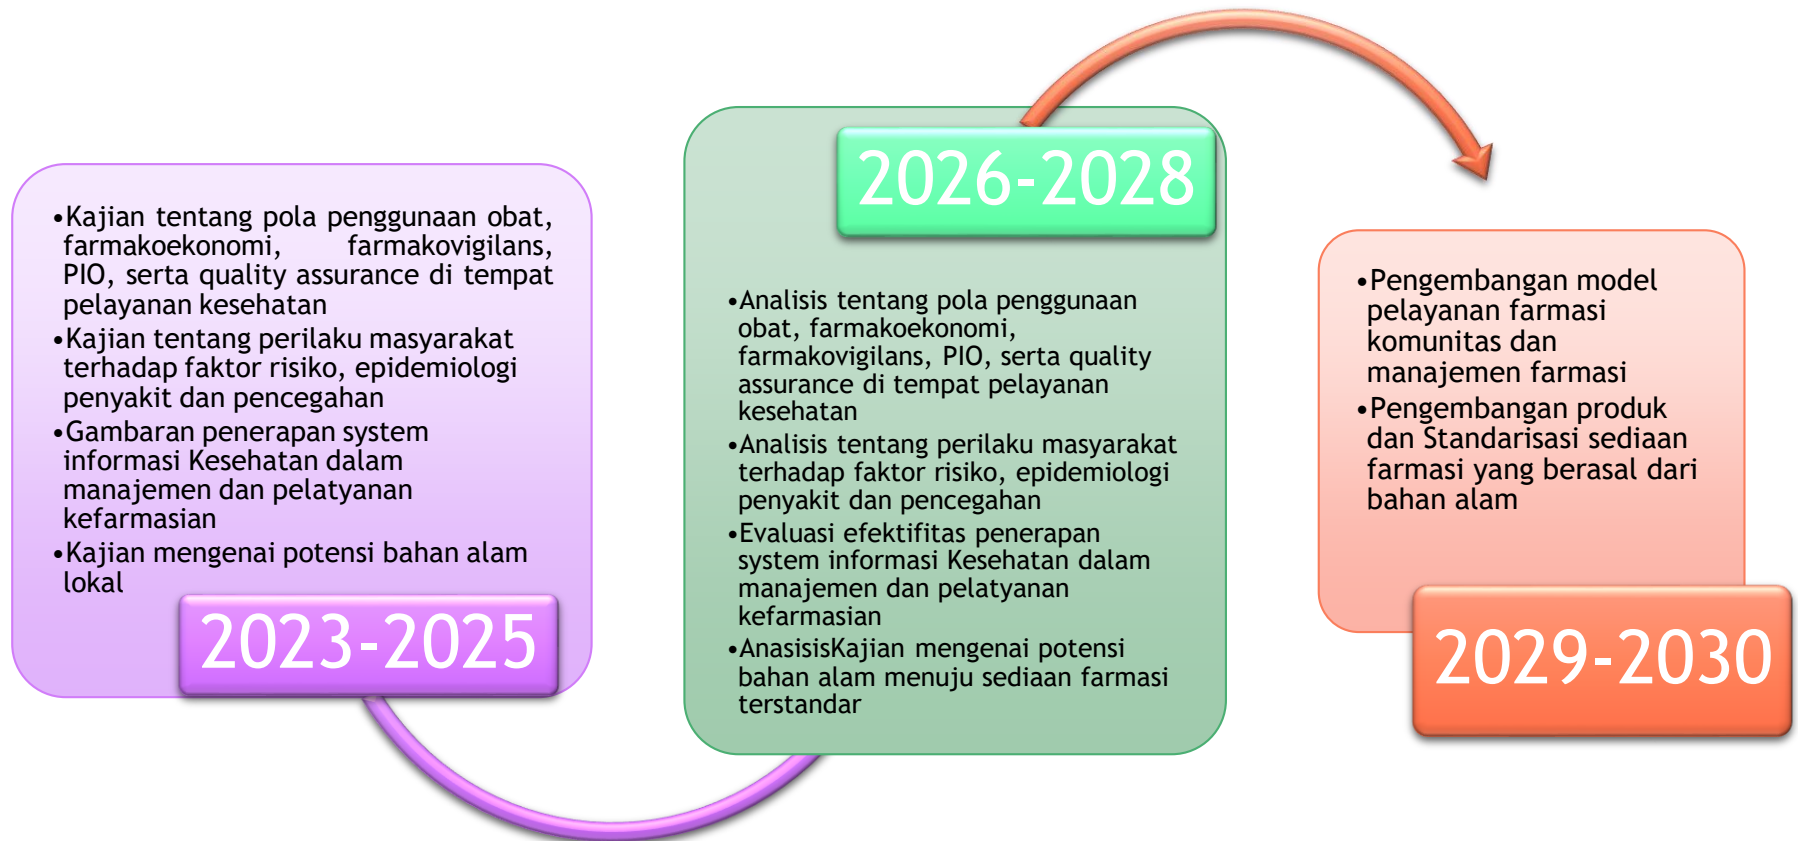 •Kajian tentang pola penggunaan obat,
farmakoekonomi, farmakovigilans,
PIO, serta quality assurance di tempat
pelayanan kesehatan
•Kajian tentang perilaku masyarakat
terhadap faktor risiko, epidemiologi
penyakit dan pencegahan
•Gambaran penerapan system
informasi Kesehatan dalam
manajemen dan pelatyanan
kefarmasian
•Kajian mengenai potensi bahan alam
lokal
2023-2025
2026-2028
•Analisis tentang pola penggunaan
obat, farmakoekonomi,
farmakovigilans, PIO, serta quality
assurance di tempat pelayanan
kesehatan
•Analisis tentang perilaku masyarakat
terhadap faktor risiko, epidemiologi
penyakit dan pencegahan
•Evaluasi efektifitas penerapan
system informasi Kesehatan dalam
manajemen dan pelatyanan
kefarmasian
•AnasisisKajian mengenai potensi
bahan alam menuju sediaan farmasi
terstandar
•Pengembangan model
pelayanan farmasi
komunitas dan
manajemen farmasi
•Pengembangan produk
dan Standarisasi sediaan
farmasi yang berasal dari
bahan alam
2029-2030